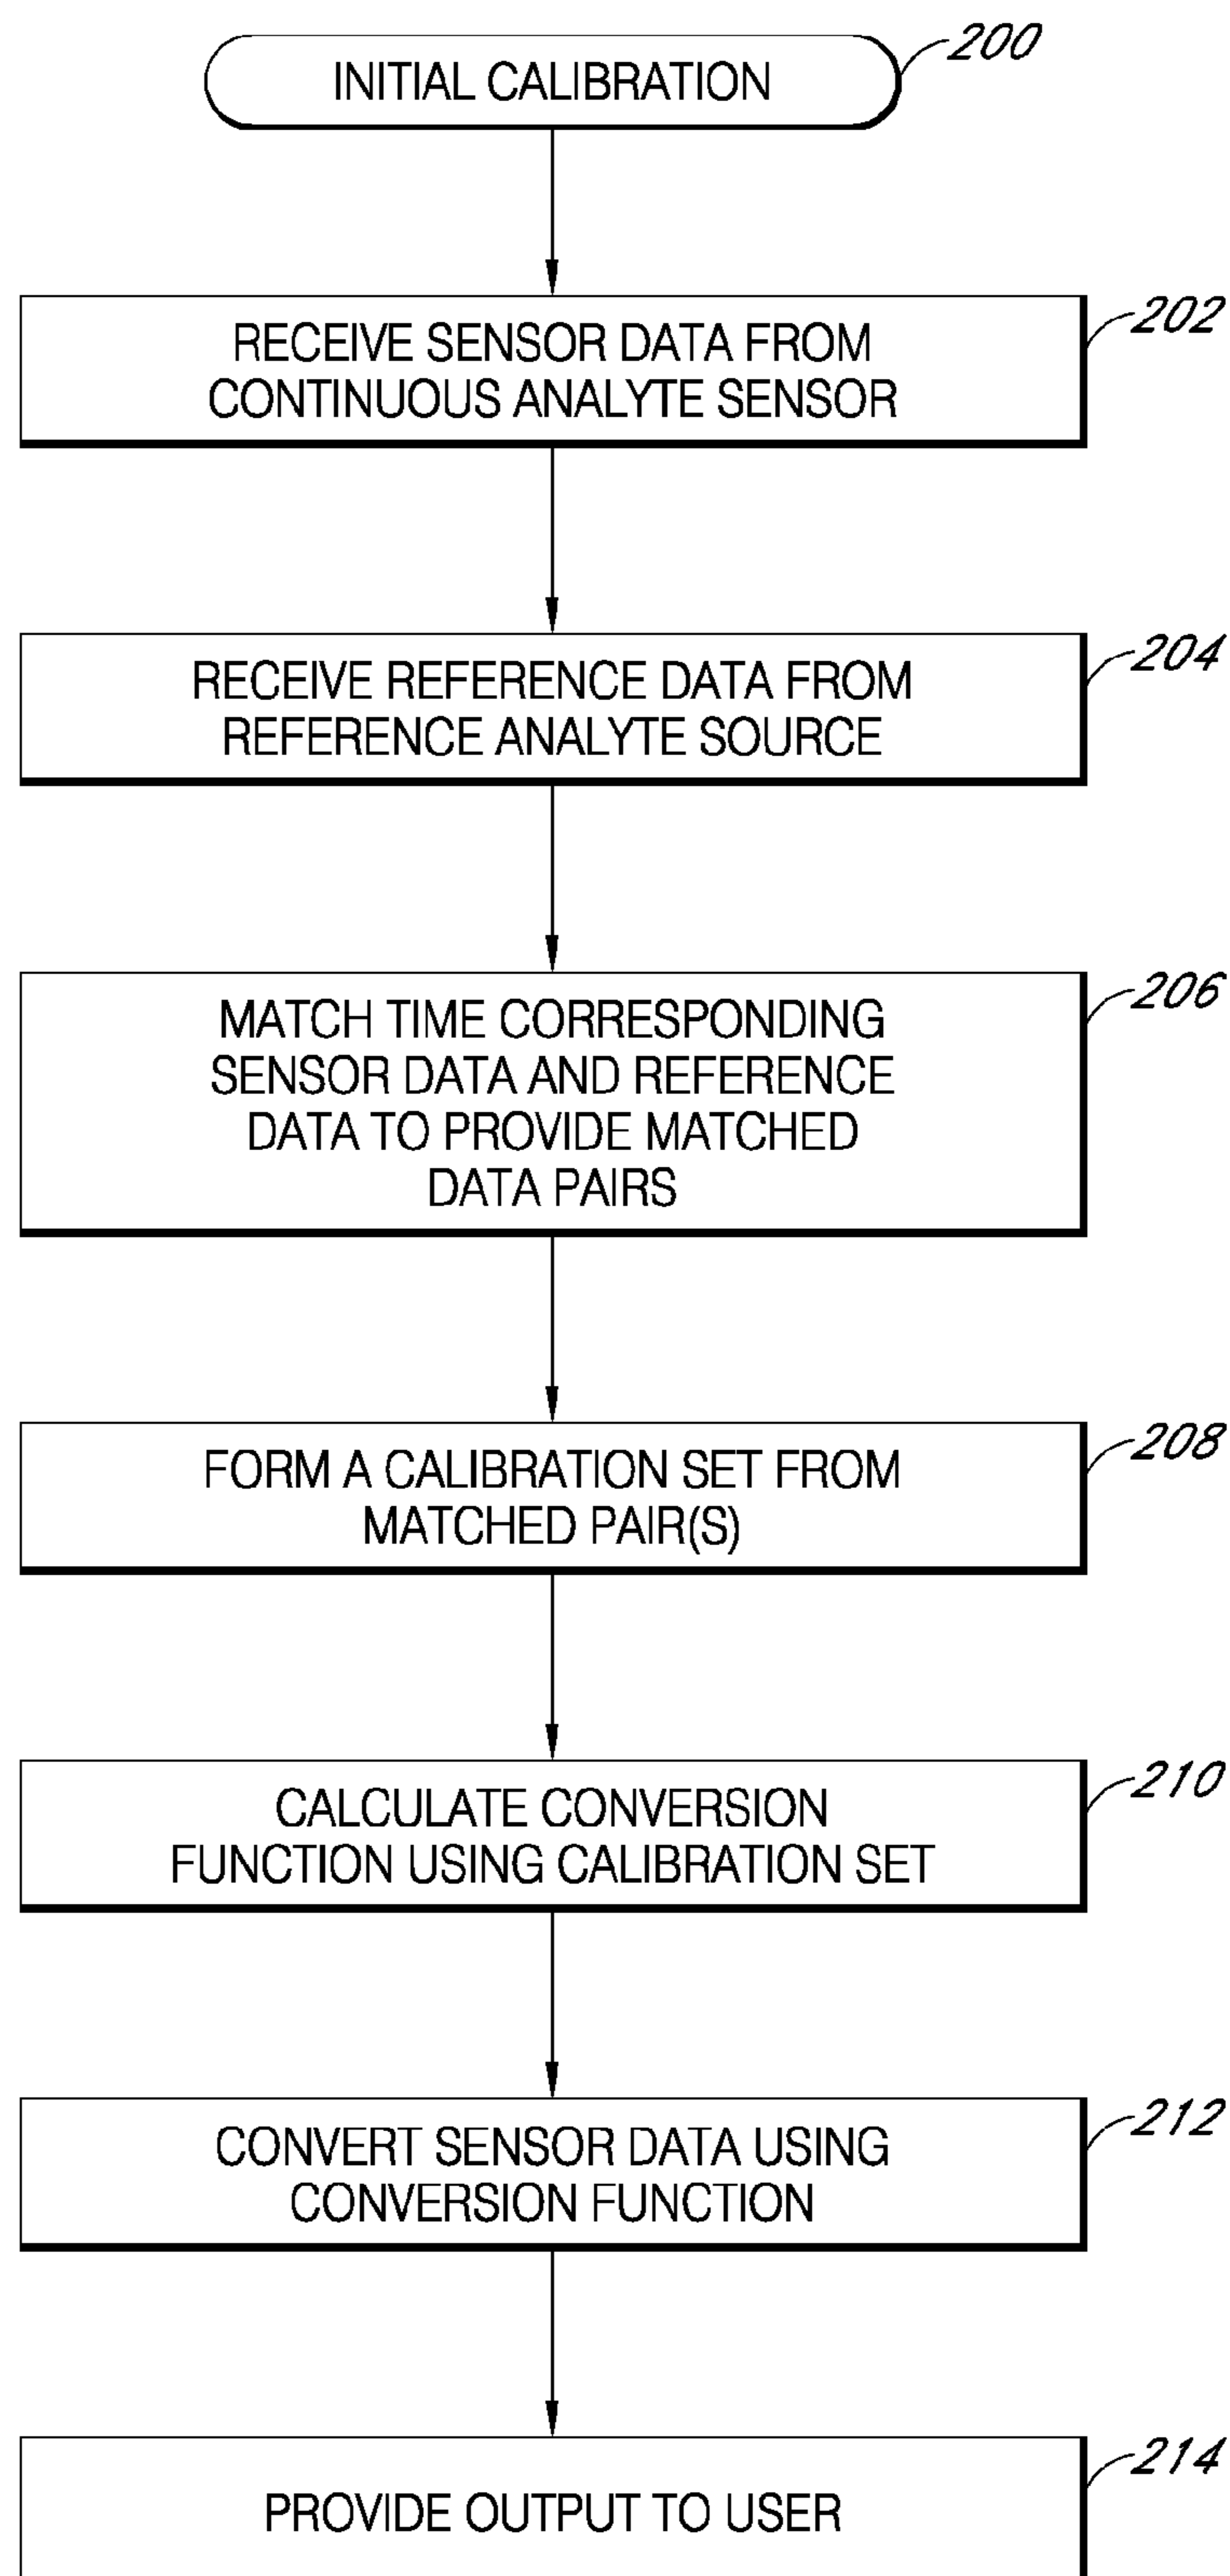 INITIAL CALIBRATION
200
RECEIVE SENSOR DATA FROM
CONTINUOUS ANALYTE SENSOR
202
RECEIVE REFERENCE DATA FROM
REFERENCE ANALYTE SOURCE
204
MATCH TIME CORRESPONDING
SENSOR DATA AND REFERENCE
DATA TO PROVIDE MATCHED
DATA PAIRS
206
FORM A CALIBRATION SET FROM
MATCHED PAIR(S)
208
CALCULATE CONVERSION
FUNCTION USING CALIBRATION SET
210
CONVERT SENSOR DATA USING
CONVERSION FUNCTION
212
PROVIDE OUTPUT TO USER
214